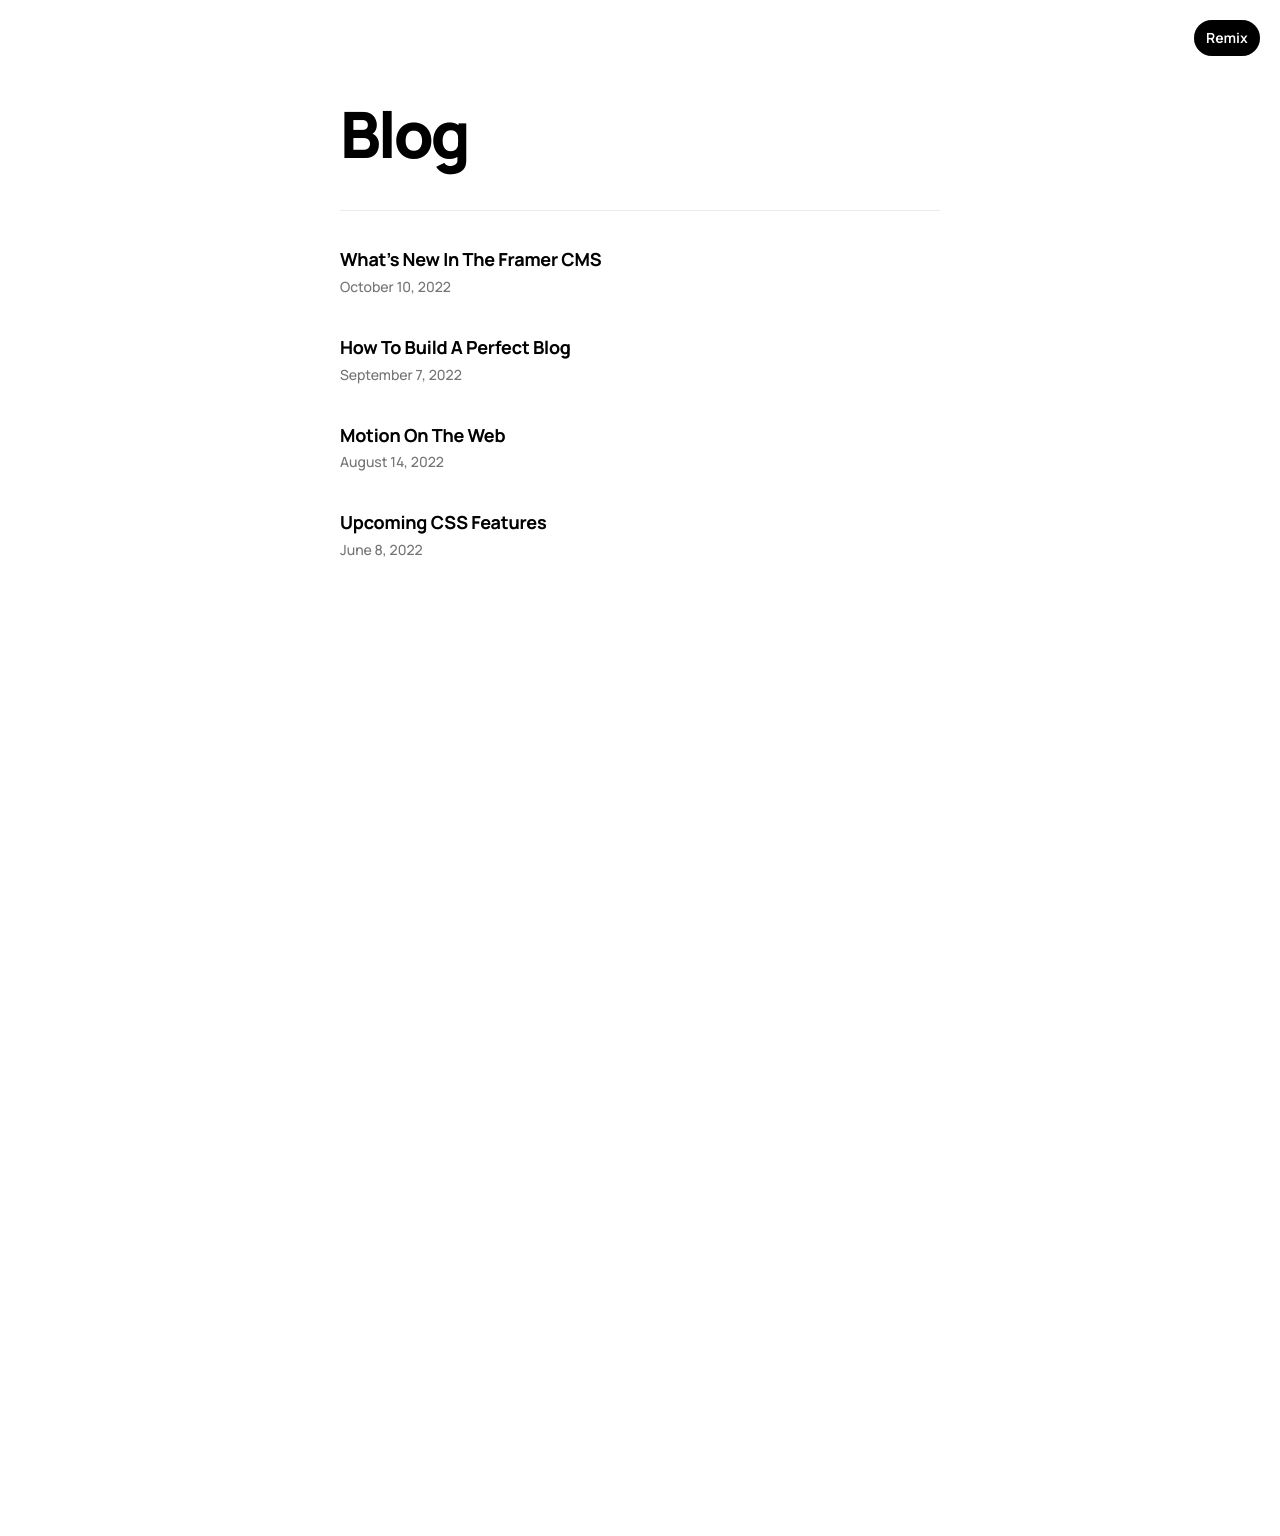 Remix
Blog
What’s New In The Framer CMS
October 10, 2022
How To Build A Perfect Blog
September 7, 2022
Motion On The Web
August 14, 2022
Upcoming CSS Features
June 8, 2022